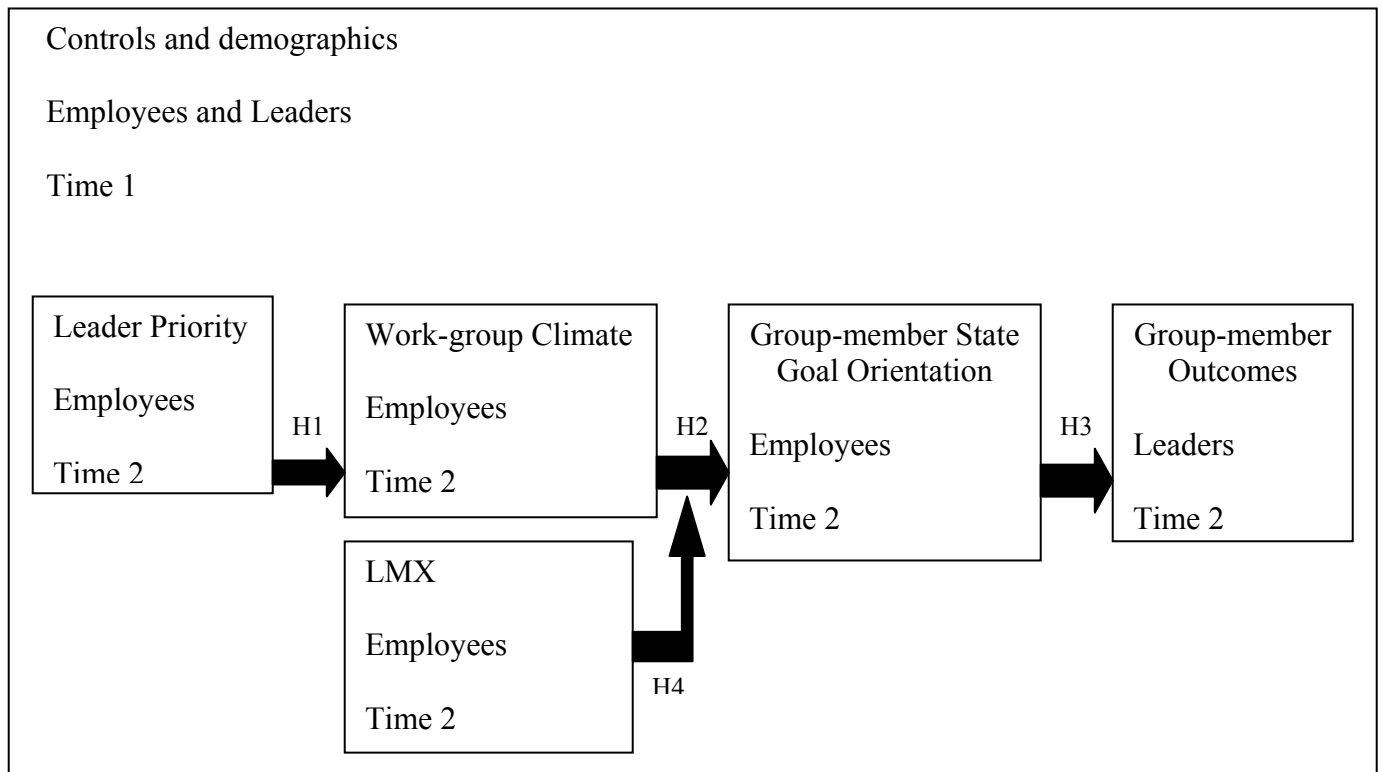 Controls and demographics
Employees and Leaders
Time 1
Leader Priority
Employees
Time 2
H1
Work-group Climate
Employees
Time 2
H2
Group-member State
Goal Orientation
Employees
Time 2
H3
Group-member
Outcomes
Leaders
Time 2
LMX
Employees
Time 2
H4